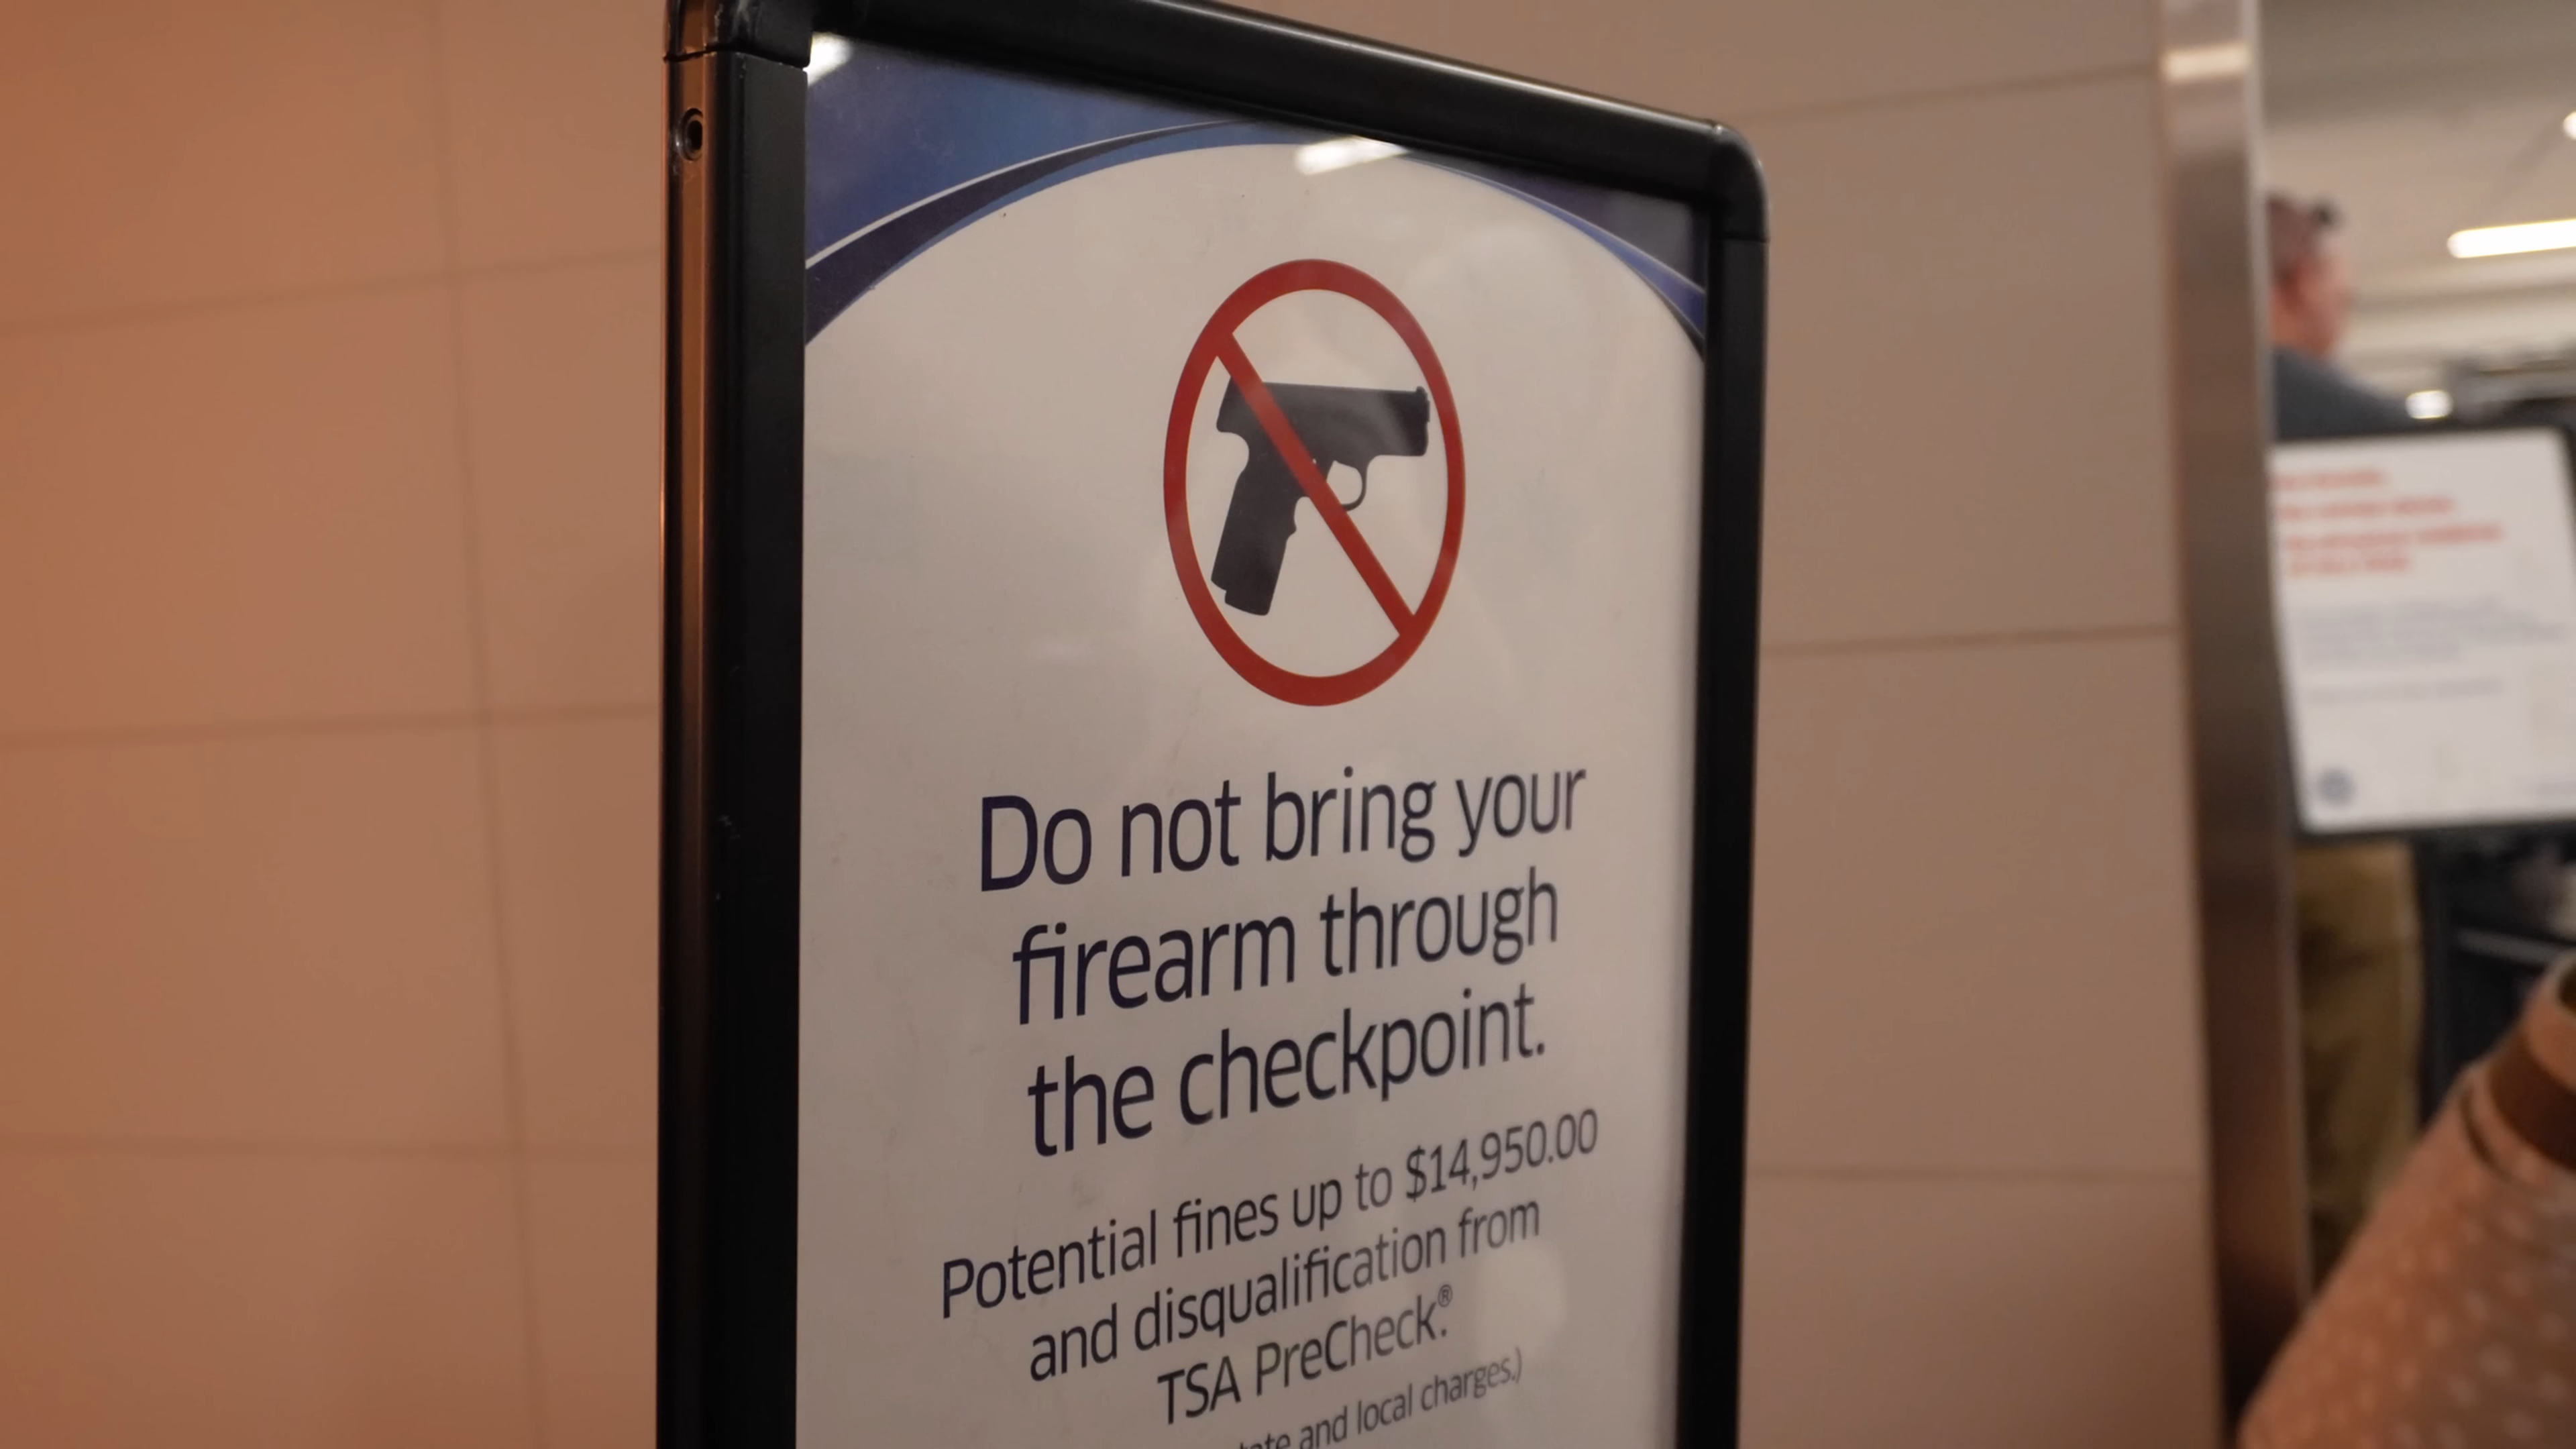 Do not bring your
firearm through
the checkpoint.
Potential fines up to $14,950.00
and disqualification from
TSA PreCheck.®
and local charges.)